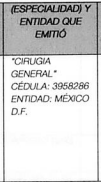 (ESPECIALIDAD) Y
ENTIDAD QUE
EMITIÓ
"CIRUGIA
GENERAL"
CÉDULA: 3958286
ENTIDAD: MÉXICO
D.F.